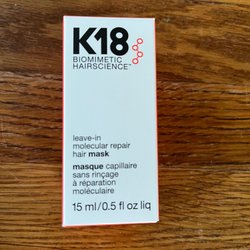 K18
BIOMIMETIC
HAIRSCIENCE™
leave-in
molecular repair
hair mask
masque capillaire
sans rinçage
à réparation
moléculaire
15 ml/0.5 fl oz liq